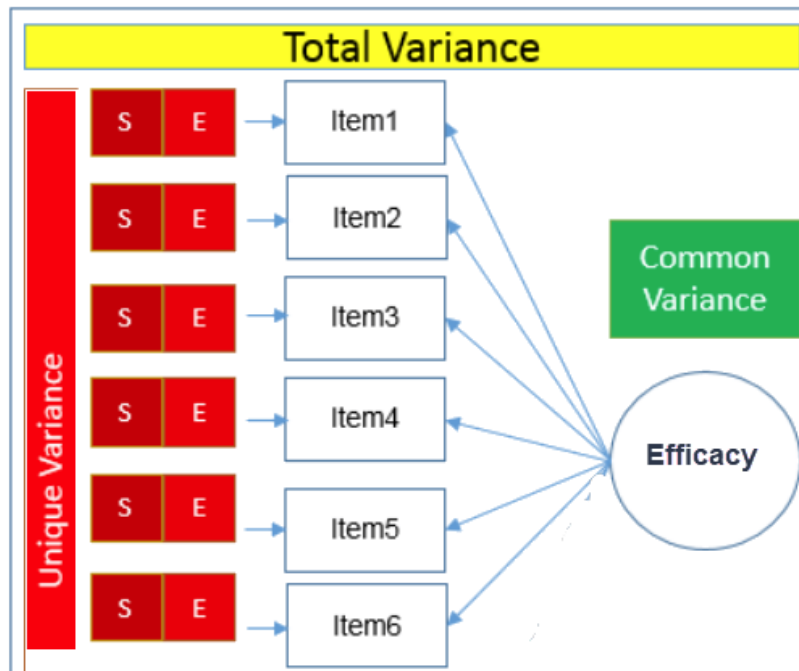 Total Variance
Unique Variance
S E Item1
S E Item2
S E Item3
S E Item4
S E Item5
S E Item6
Common
Variance
Efficacy